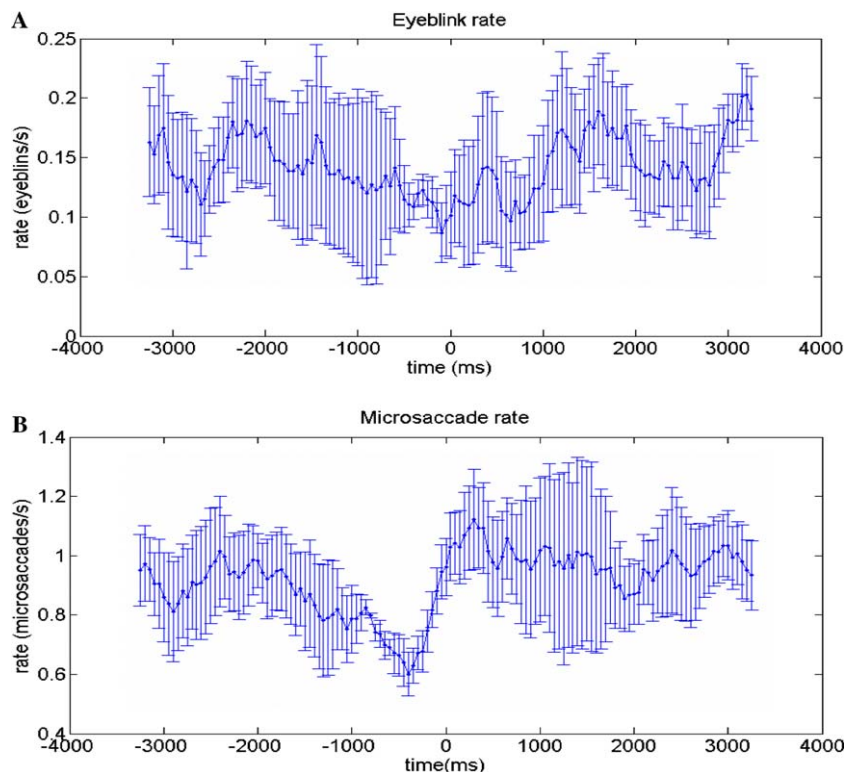 A
Eyeblink rate
0.25
0.2
0.15
0.1
0.05
0
rate (eyeblins/s)
-4000 -3000 -2000 -1000 0 1000 2000 3000 4000
time (ms)
B
Microsaccade rate
1.4
1.2
1
0.8
0.6
0.4
rate (microsaccades/s)
-4000 -3000 -2000 -1000 0 1000 2000 3000 4000
time(ms)